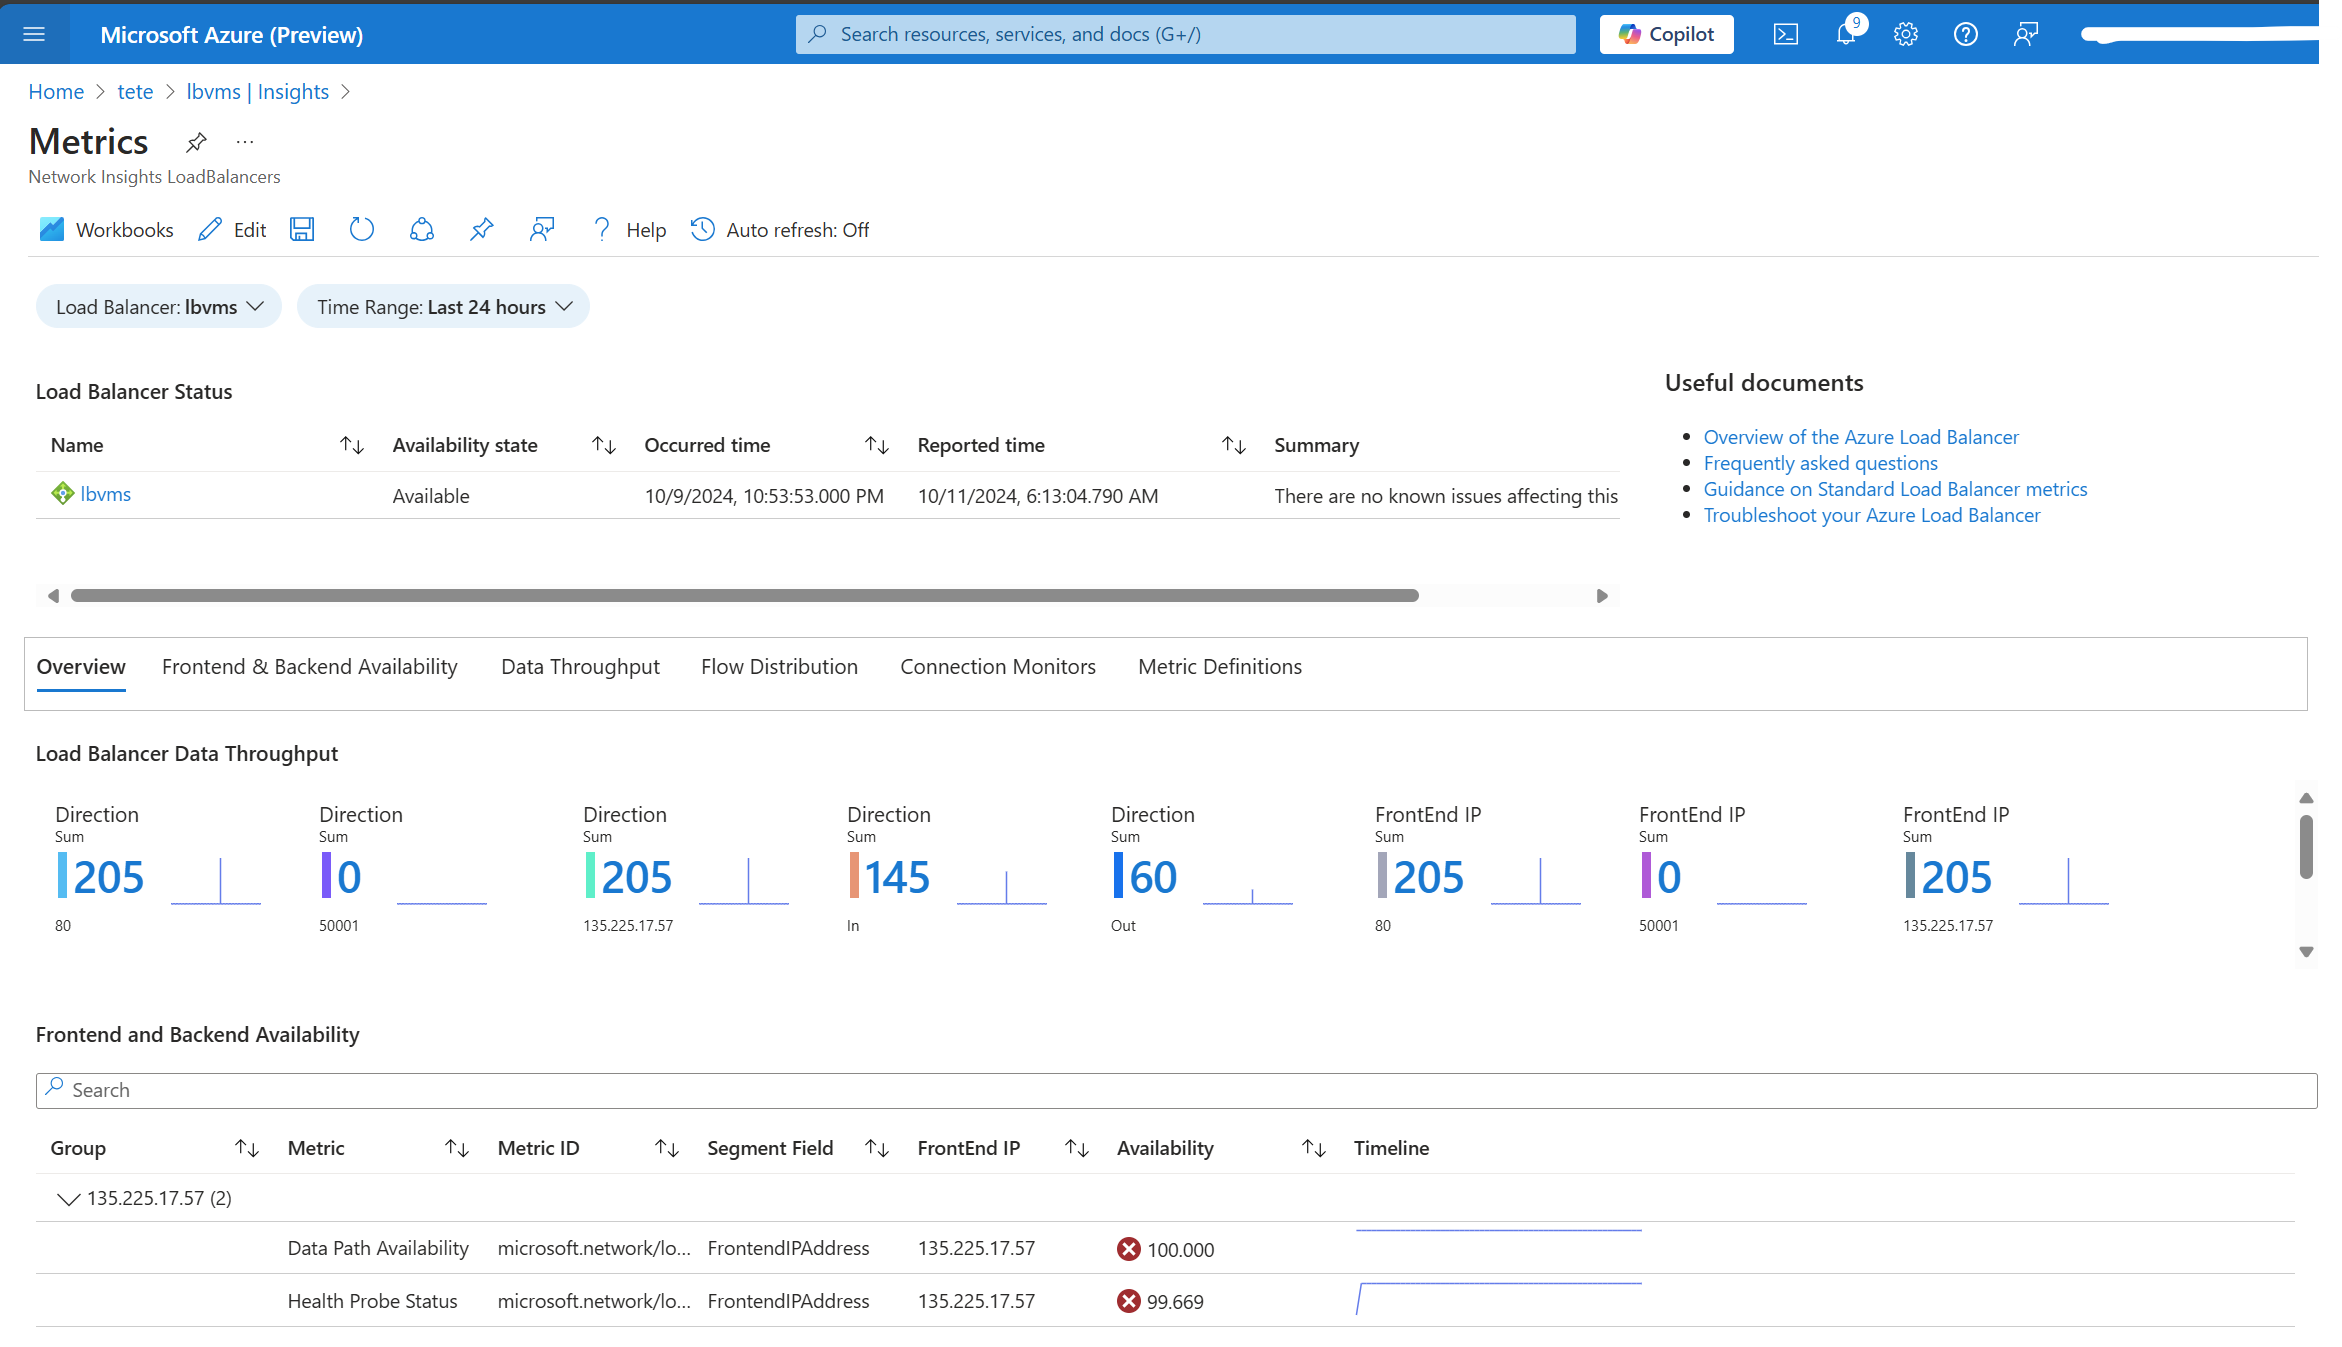 Microsoft Azure (Preview)
Search resources, services, and docs (G+/)
Copilot
9
Home > tete > lbvms | Insights >
Metrics
Network Insights LoadBalancers
Workbooks Edit Help Auto refresh: Off
Load Balancer: lbvms Time Range: Last 24 hours
Load Balancer Status
Name Availability state Occurred time Reported time Summary
lbvms Available 10/9/2024, 10:53:53.000 PM 10/11/2024, 6:13:04.790 AM There are no known issues affecting this
Useful documents
Overview of the Azure Load Balancer
Frequently asked questions
Guidance on Standard Load Balancer metrics
Troubleshoot your Azure Load Balancer
Overview Frontend & Backend Availability Data Throughput Flow Distribution Connection Monitors Metric Definitions
Load Balancer Data Throughput
Direction Direction Direction Direction Direction FrontEnd IP FrontEnd IP FrontEnd IP
Sum Sum Sum Sum Sum Sum Sum Sum
205 0 205 145 60 205 0 205
80 50001 135.225.17.57 In Out 80 50001 135.225.17.57
Frontend and Backend Availability
Search
Group Metric Metric ID Segment Field FrontEnd IP Availability Timeline
135.225.17.57 (2)
Data Path Availability microsoft.network/lo... FrontendIPAddress 135.225.17.57 100.000
Health Probe Status microsoft.network/lo... FrontendIPAddress 135.225.17.57 99.669